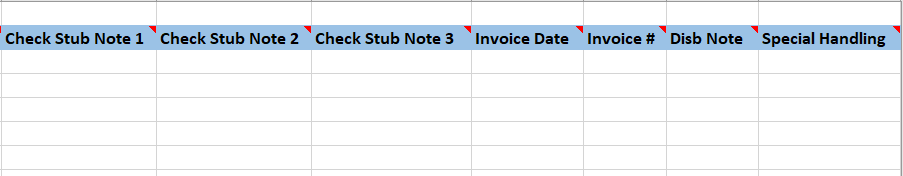 Check Stub Note 1 Check Stub Note 2 Check Stub Note 3 Invoice Date Invoice # Disb Note Special Handling